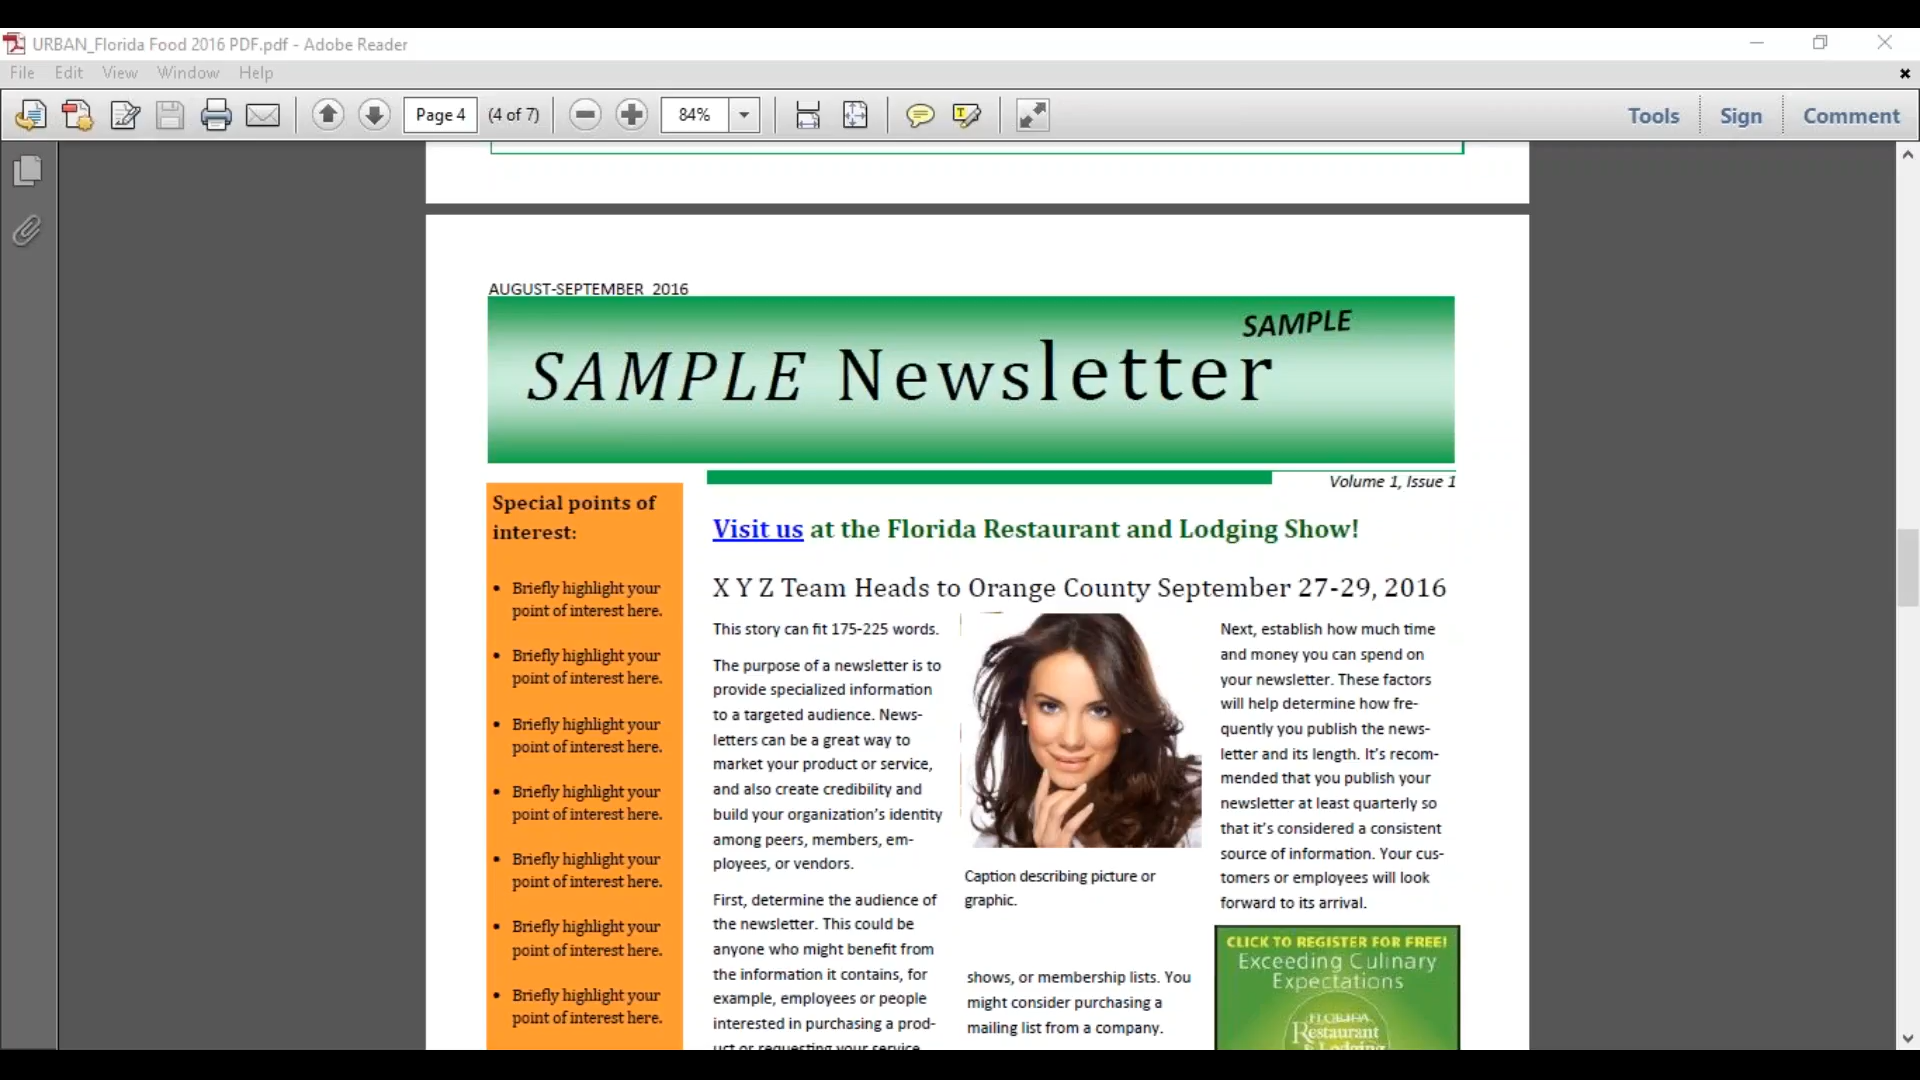 URBAN_Florida Food 2016 PDF.pdf - Adobe Reader
File Edit View Window Help
Page 4 (4 of 7) 84% Tools Sign Comment
AUGUST-SEPTEMBER 2016
SAMPLE
SAMPLE Newsletter
Volume 1, Issue 1
Special points of
interest:
• Briefly highlight your
point of interest here.
• Briefly highlight your
point of interest here.
• Briefly highlight your
point of interest here.
• Briefly highlight your
point of interest here.
• Briefly highlight your
point of interest here.
• Briefly highlight your
point of interest here.
• Briefly highlight your
point of interest here.
Visit us at the Florida Restaurant and Lodging Show!
X Y Z Team Heads to Orange County September 27-29, 2016
This story can fit 175-225 words.
The purpose of a newsletter is to
provide specialized information
to a targeted audience. News-
letters can be a great way to
market your product or service,
and also create credibility and
build your organization's identity
among peers, members, em-
ployees, or vendors.
First, determine the audience of
the newsletter. This could be
anyone who might benefit from
the information it contains, for
example, employees or people
interested in purchasing a prod-
uct or requesting your service.
Caption describing picture or
graphic.
shows, or membership lists. You
might consider purchasing a
mailing list from a company.
Next, establish how much time
and money you can spend on
your newsletter. These factors
will help determine how fre-
quently you publish the news-
letter and its length. It's recom-
mended that you publish your
newsletter at least quarterly so
that it's considered a consistent
source of information. Your cus-
tomers or employees will look
forward to its arrival.
CLICK TO REGISTER FOR FREE!
Exceeding Culinary
Expectations
FLORIDA
Restaurant
& Lodging